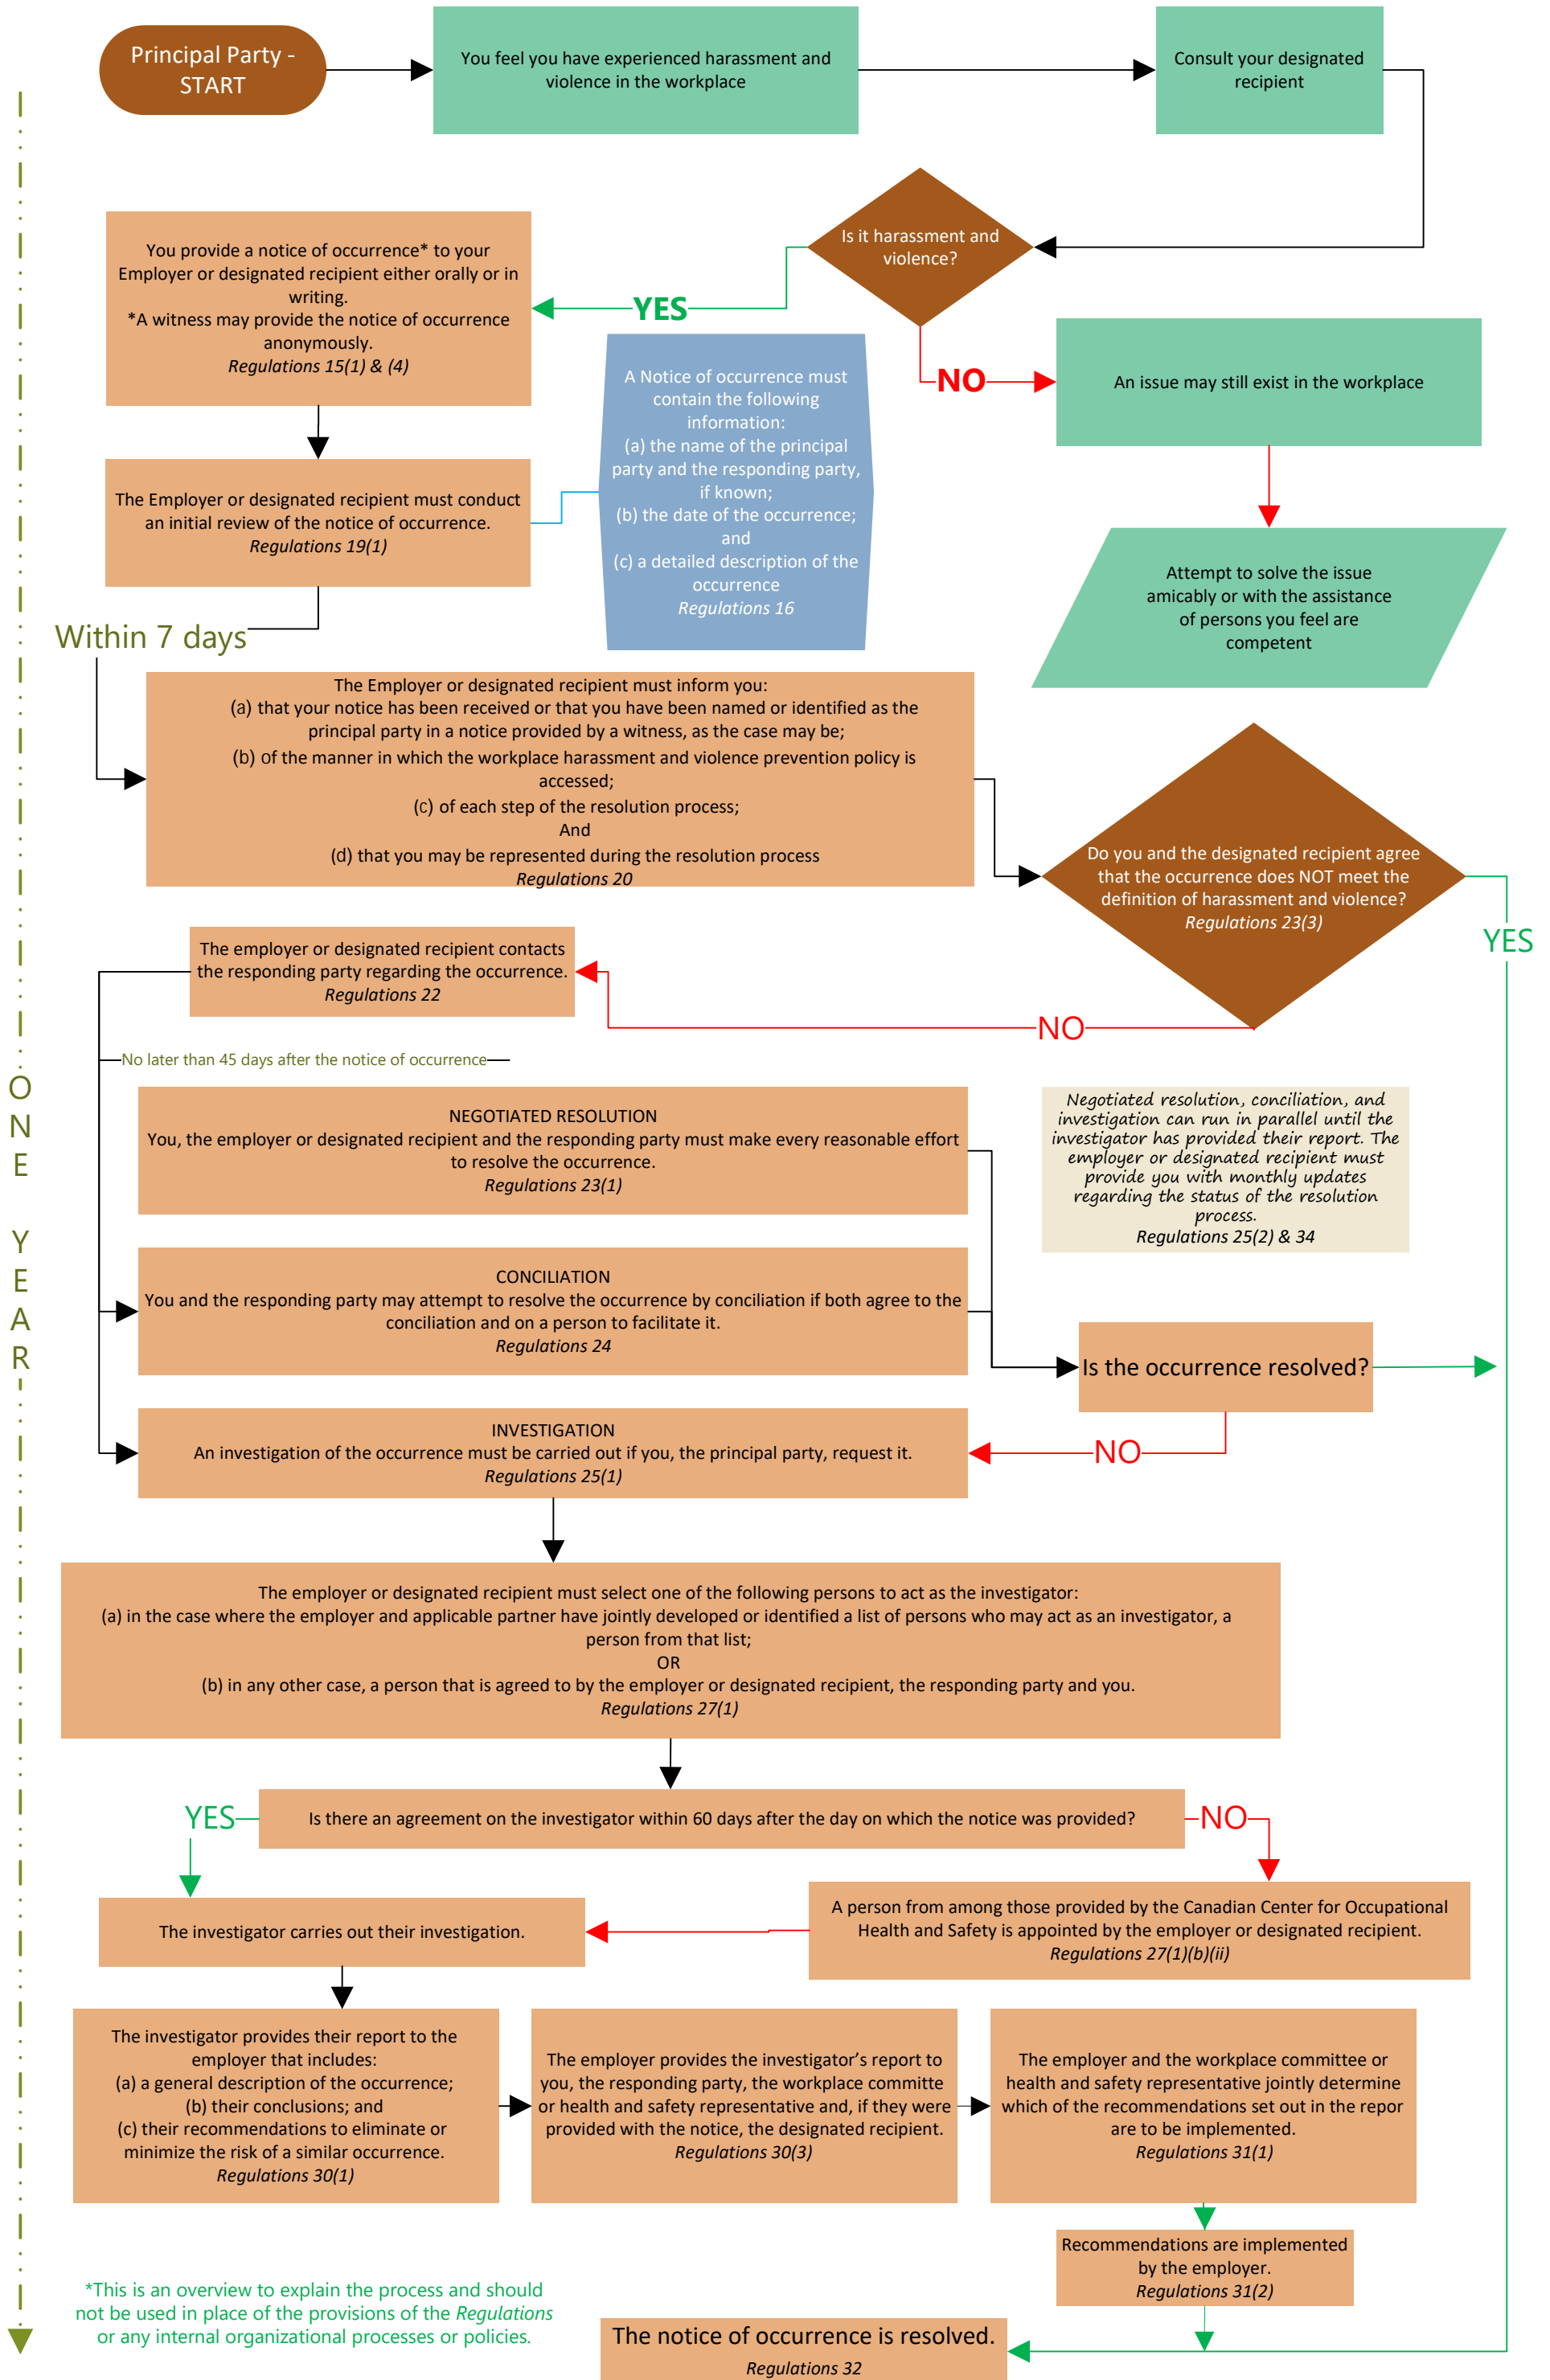 Principal Party -
START
You feel you have experienced harassment and
violence in the workplace
Consult your designated
recipient
Is it harassment and
violence?
YES
NO
You provide a notice of occurrence* to your
Employer or designated recipient either orally or in
writing.
*A witness may provide the notice of occurrence
anonymously.
Regulations 15(1) & (4)
A Notice of occurrence must
contain the following
information:
(a) the name of the principal
party and the responding party,
if known;
(b) the date of the occurrence;
and
(c) a detailed description of the
occurrence
Regulations 16
An issue may still exist in the workplace
The Employer or designated recipient must conduct
an initial review of the notice of occurrence.
Regulations 19(1)
Attempt to solve the issue
amicably or with the assistance
of persons you feel are
competent
Within 7 days
The Employer or designated recipient must inform you:
(a) that your notice has been received or that you have been named or identified as the
principal party in a notice provided by a witness, as the case may be;
(b) of the manner in which the workplace harassment and violence prevention policy is
accessed;
(c) of each step of the resolution process;
And
(d) that you may be represented during the resolution process
Regulations 20
Do you and the designated recipient agree
that the occurrence does NOT meet the
definition of harassment and violence?
Regulations 23(3)
YES
NO
The employer or designated recipient contacts
the responding party regarding the occurrence.
Regulations 22
No later than 45 days after the notice of occurrence
ONE YEAR
NEGOTIATED RESOLUTION
You, the employer or designated recipient and the responding party must make every reasonable effort
to resolve the occurrence.
Regulations 23(1)
Negotiated resolution, conciliation, and
investigation can run in parallel until the
investigator has provided their report. The
employer or designated recipient must
provide you with monthly updates
regarding the status of the resolution
process.
Regulations 25(2) & 34
CONCILIATION
You and the responding party may attempt to resolve the occurrence by conciliation if both agree to the
conciliation and on a person to facilitate it.
Regulations 24
Is the occurrence resolved?
NO
INVESTIGATION
An investigation of the occurrence must be carried out if you, the principal party, request it.
Regulations 25(1)
The employer or designated recipient must select one of the following persons to act as the investigator:
(a) in the case where the employer and applicable partner have jointly developed or identified a list of persons who may act as an investigator, a
person from that list;
OR
(b) in any other case, a person that is agreed to by the employer or designated recipient, the responding party and you.
Regulations 27(1)
YES
Is there an agreement on the investigator within 60 days after the day on which the notice was provided?
NO
The investigator carries out their investigation.
A person from among those provided by the Canadian Center for Occupational
Health and Safety is appointed by the employer or designated recipient.
Regulations 27(1)(b)(ii)
The investigator provides their report to the
employer that includes:
(a) a general description of the occurrence;
(b) their conclusions; and
(c) their recommendations to eliminate or
minimize the risk of a similar occurrence.
Regulations 30(1)
The employer provides the investigator's report to
you, the responding party, the workplace committe
or health and safety representative and, if they were
provided with the notice, the designated recipient.
Regulations 30(3)
The employer and the workplace committee or
health and safety representative jointly determine
which of the recommendations set out in the repor
are to be implemented.
Regulations 31(1)
Recommendations are implemented
by the employer.
Regulations 31(2)
*This is an overview to explain the process and should
not be used in place of the provisions of the Regulations
or any internal organizational processes or policies.
The notice of occurrence is resolved.
Regulations 32